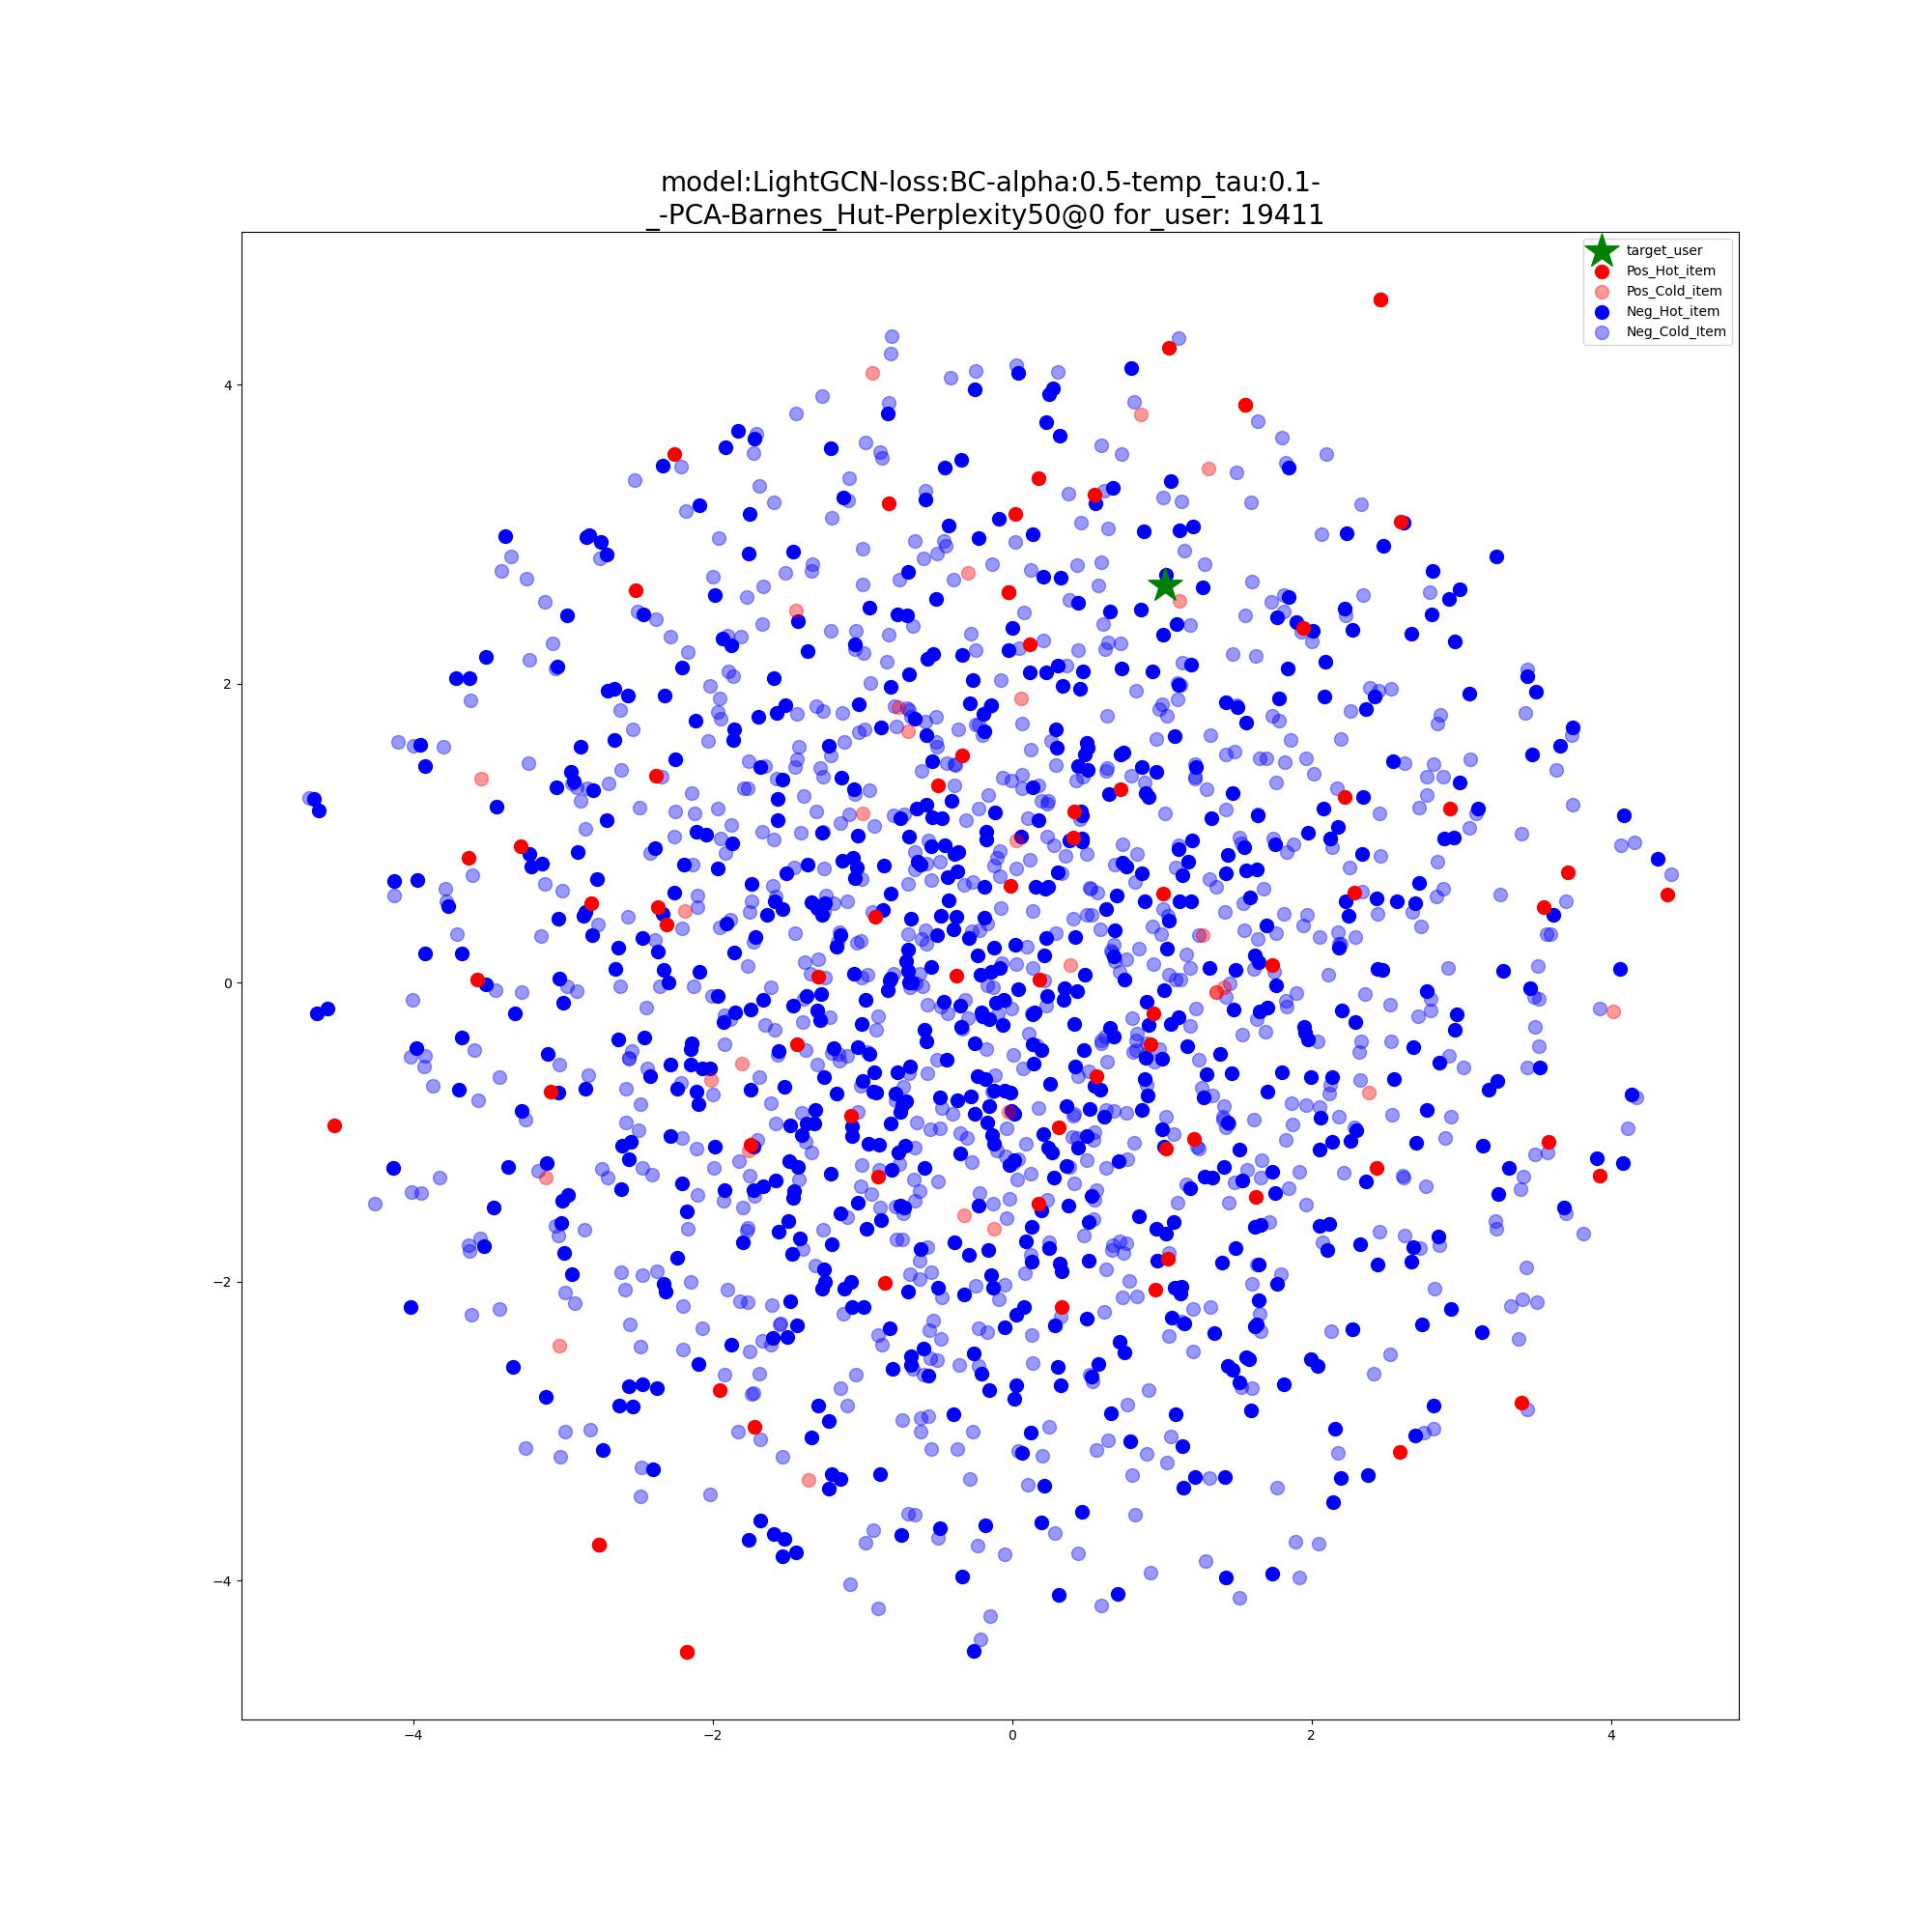 model:LightGCN-loss:BC-alpha:0.5-temp_tau:0.1-
_-PCA-Barnes_Hut-Perplexity50@0 for_user: 19411
target_user
Pos_Hot_item
Pos_Cold_item
Neg_Hot_item
Neg_Cold_Item
4
2
0
−2
−4
−4
−2
0
2
4